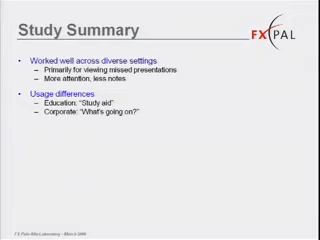 Study Summary
FX PAL
• Worked well across diverse settings
– Primarily for viewing missed presentations
– More attention, less notes
• Usage differences
– Education: “Study aid”
– Corporate: “What’s going on?”
FX Palo Alto Laboratory – March